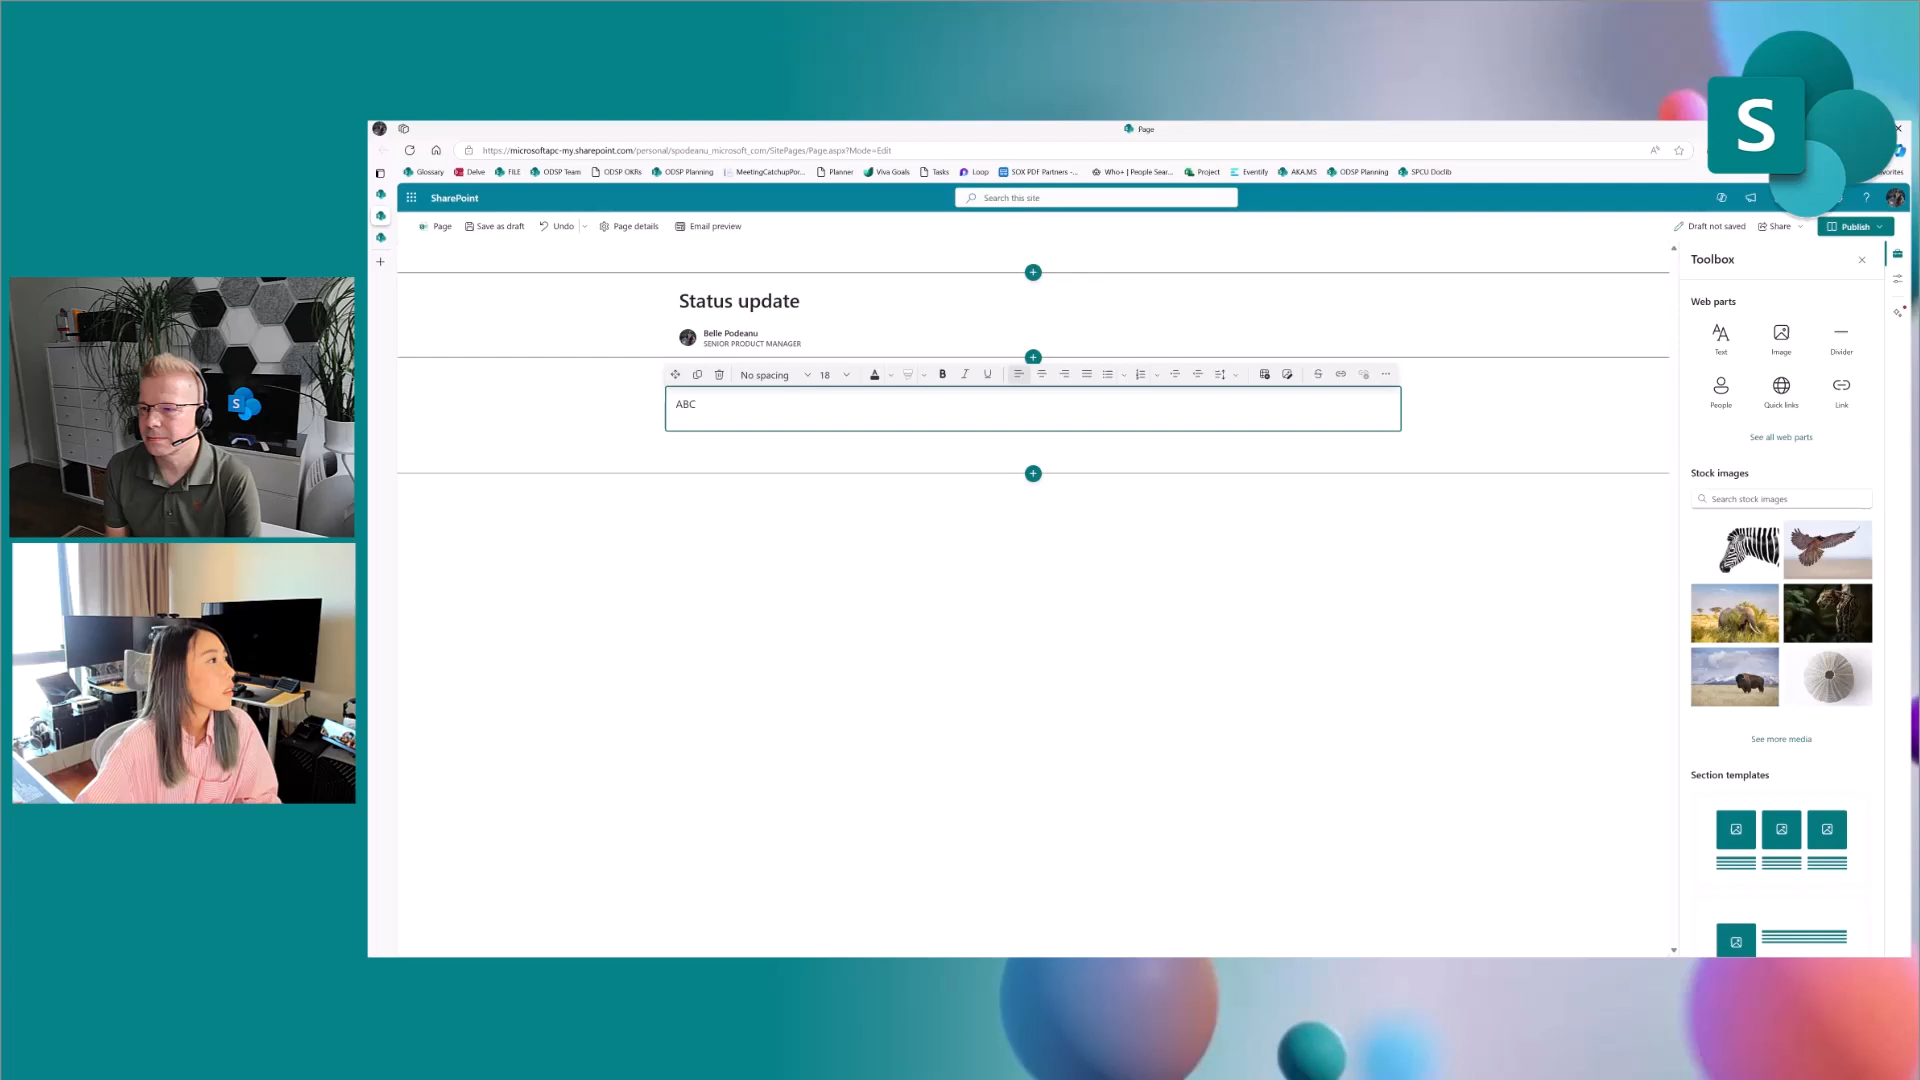 S
Page
https://microsoftapc-my.sharepoint.com/personal/spodeanu_microsoft_com/SitePages/Page.aspx?Mode=Edit
Glossary Delve FILE ODSP Team ODSP OKRs ODSP Planning MeetingCatchupPor... Planner Viva Goals Tasks Loop SOX PDF Partners -... Who+ | People Sear... Project Eventify AKA.MS ODSP Planning SPCU Doclib
SharePoint
Search this site
?
Page Save as draft Undo Page details Email preview
Draft not saved Share Publish
Status update
Belle Podeanu
SENIOR PRODUCT MANAGER
No spacing 18
ABC
Toolbox
Web parts
Text Image Divider
People Quick links Link
See all web parts
Stock images
Search stock images
See more media
Section templates
S